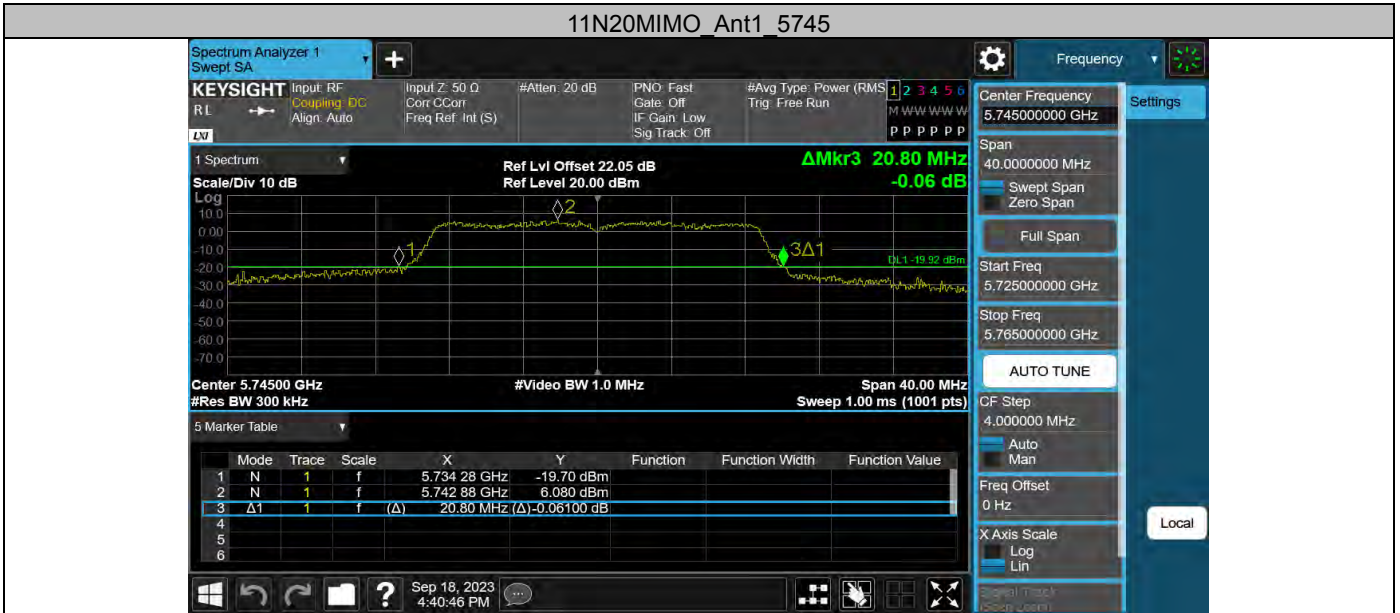 11N20MIMO_Ant1_5745
Spectrum Analyzer 1
Swept SA
+
Frequency
KEYSIGHT
RL
LXI
Input: RF
Coupling: DC
Align: Auto
Input Z: 50 Ω
Corr CCorr
Freq Ref: Int (S)
#Atten: 20 dB
PNO: Fast
Gate: Off
IF Gain: Low
Sig Track: Off
#Avg Type: Power (RMS
Trig: Free Run
1 2 3 4 5 6
M W W W W W
P P P P P P
1 Spectrum
Scale/Div 10 dB
Ref Lvl Offset 22.05 dB
Ref Level 20.00 dBm
ΔMkr3 20.80 MHz
-0.06 dB
Log
10.0
0.00
-10.0
-20.0
-30.0
-40.0
-50.0
-60.0
-70.0
1
2
3Δ1
DL1 -19.92 dBm
Center 5.74500 GHz
#Res BW 300 kHz
#Video BW 1.0 MHz
Span 40.00 MHz
Sweep 1.00 ms (1001 pts)
5 Marker Table
Mode Trace Scale X Y Function Function Width Function Value
1 N 1 f 5.734 28 GHz -19.70 dBm
2 N 1 f 5.742 88 GHz 6.080 dBm
3 Δ1 1 f (Δ) 20.80 MHz (Δ) -0.06100 dB
4
5
6
?
Sep 18, 2023
4:40:46 PM
Center Frequency
5.745000000 GHz
Settings
Span
40.0000000 MHz
Swept Span
Zero Span
Full Span
Start Freq
5.725000000 GHz
Stop Freq
5.765000000 GHz
AUTO TUNE
CF Step
4.000000 MHz
Auto
Man
Freq Offset
0 Hz
X Axis Scale
Log
Lin
Signal Track
(Span Zoom)
Local